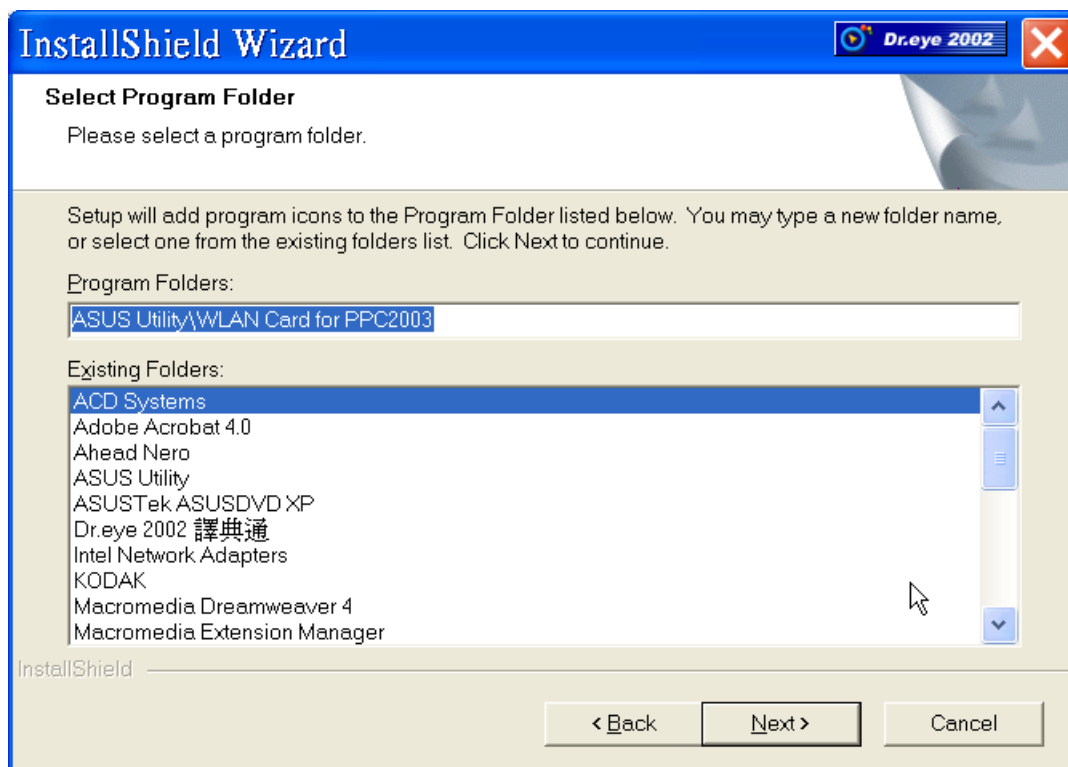 InstallShield Wizard
Dr.eye 2002
Select Program Folder
Please select a program folder.
Setup will add program icons to the Program Folder listed below. You may type a new folder name,
or select one from the existing folders list. Click Next to continue.
Program Folders:
ASUS Utility\WLAN Card for PPC2003
Existing Folders:
ACD Systems
Adobe Acrobat 4.0
Ahead Nero
ASUS Utility
ASUSTek ASUSDVD XP
Dr.eye 2002 譯典通
Intel Network Adapters
KODAK
Macromedia Dreamweaver 4
Macromedia Extension Manager
InstallShield
< Back
Next >
Cancel